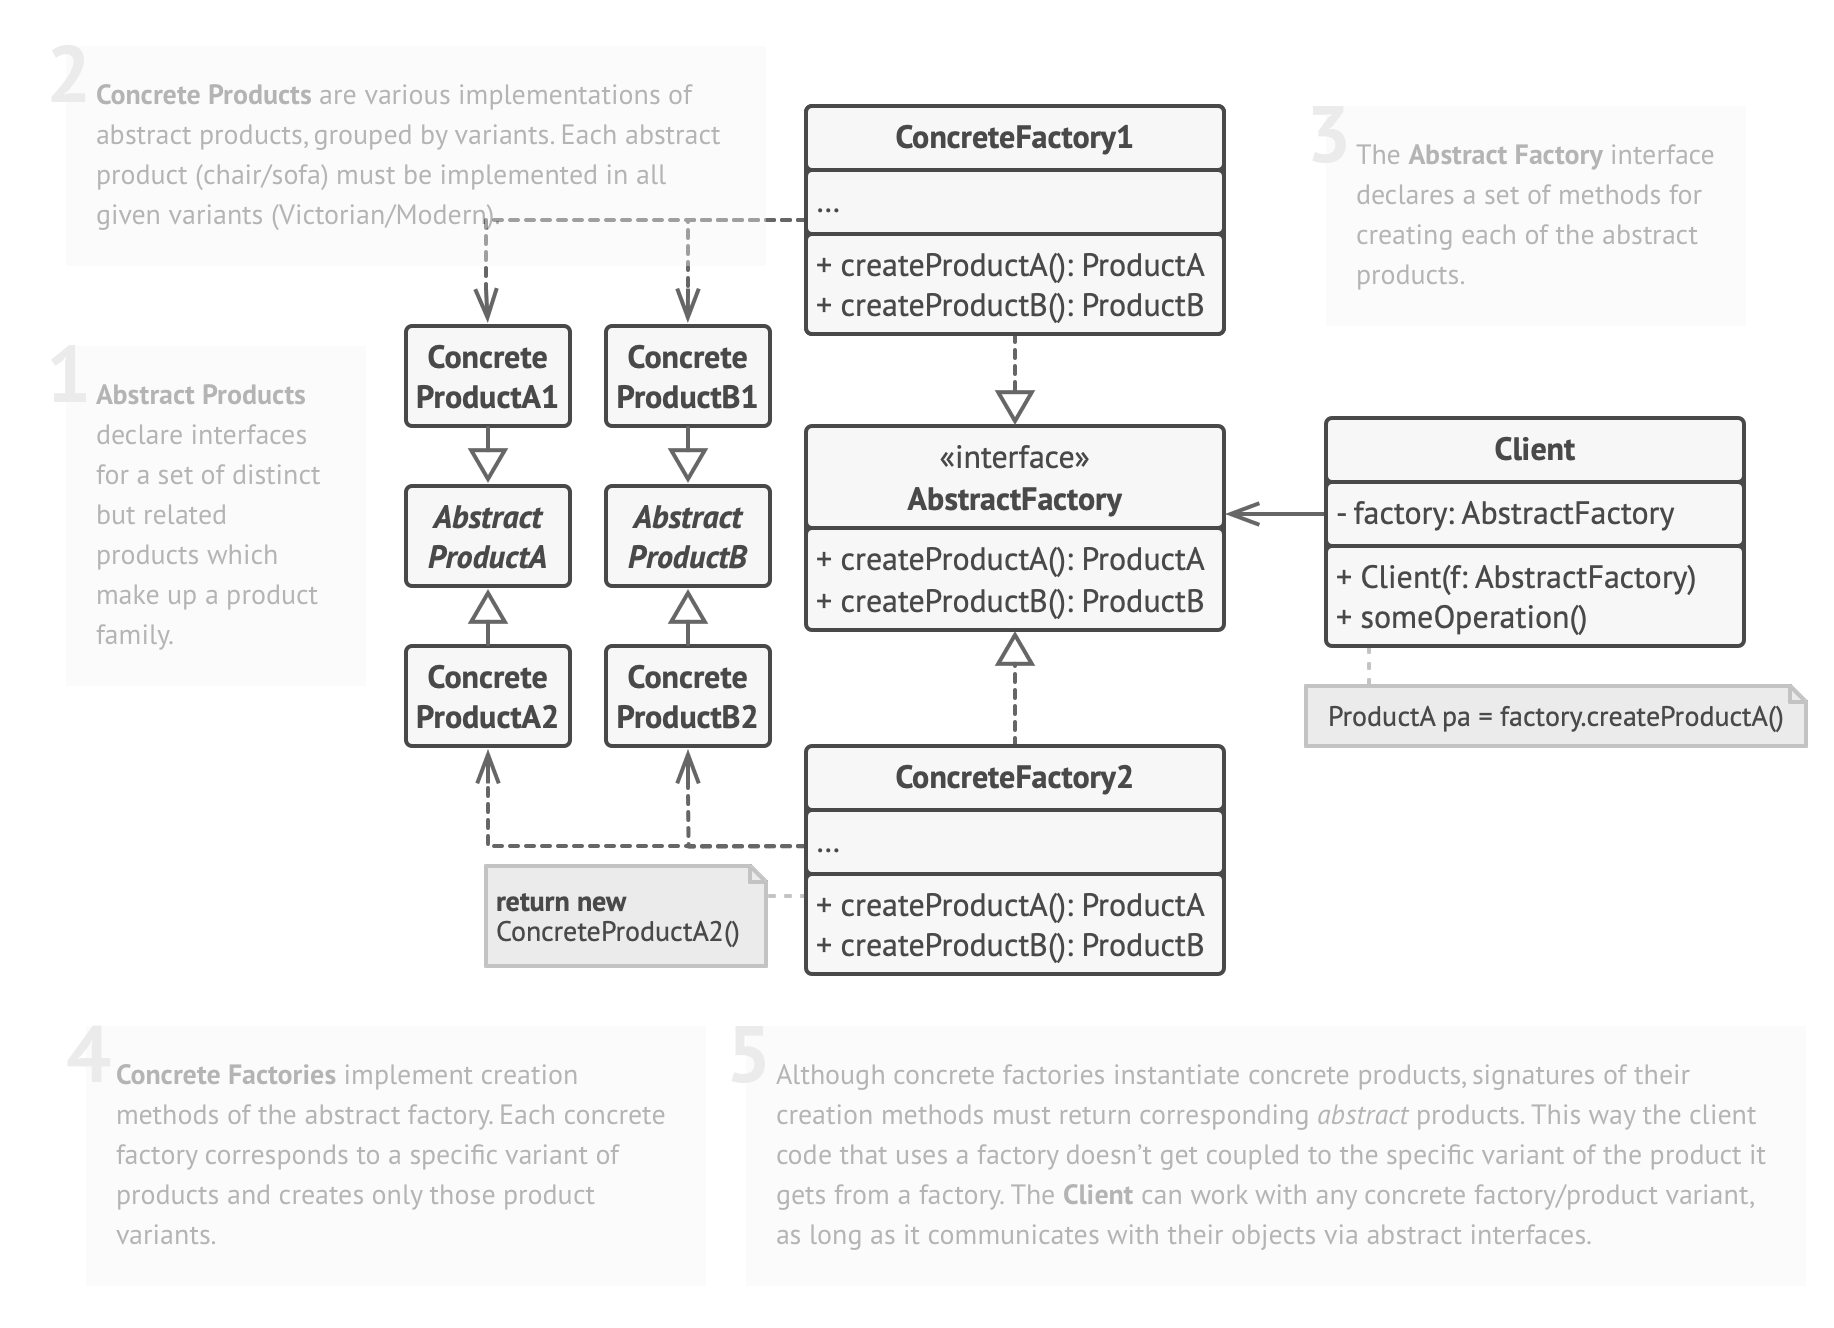 2
Concrete Products are various implementations of
abstract products, grouped by variants. Each abstract
product (chair/sofa) must be implemented in all
given variants (Victorian/Modern).
ConcreteFactory1
...
+ createProductA(): ProductA
+ createProductB(): ProductB
3
The Abstract Factory interface
declares a set of methods for
creating each of the abstract
products.
1
Abstract Products
declare interfaces
for a set of distinct
but related
products which
make up a product
family.
Concrete
ProductA1
Concrete
ProductB1
Abstract
ProductA
Abstract
ProductB
Concrete
ProductA2
Concrete
ProductB2
«interface»
AbstractFactory
+ createProductA(): ProductA
+ createProductB(): ProductB
Client
- factory: AbstractFactory
+ Client(f: AbstractFactory)
+ someOperation()
ProductA pa = factory.createProductA()
ConcreteFactory2
...
+ createProductA(): ProductA
+ createProductB(): ProductB
return new
ConcreteProductA2()
4
Concrete Factories implement creation
methods of the abstract factory. Each concrete
factory corresponds to a specific variant of
products and creates only those product
variants.
5
Although concrete factories instantiate concrete products, signatures of their
creation methods must return corresponding abstract products. This way the client
code that uses a factory doesn’t get coupled to the specific variant of the product it
gets from a factory. The Client can work with any concrete factory/product variant,
as long as it communicates with their objects via abstract interfaces.